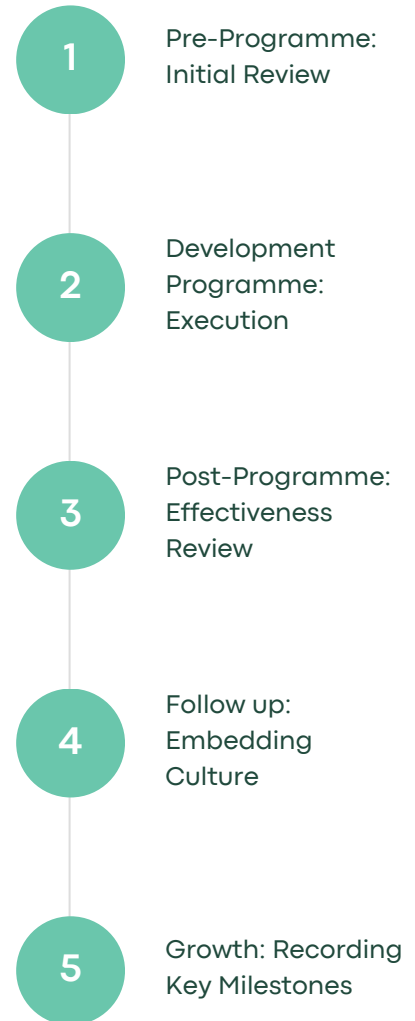 1
Pre-Programme:
Initial Review
2
Development
Programme:
Execution
3
Post-Programme:
Effectiveness
Review
4
Follow up:
Embedding
Culture
5
Growth: Recording
Key Milestones